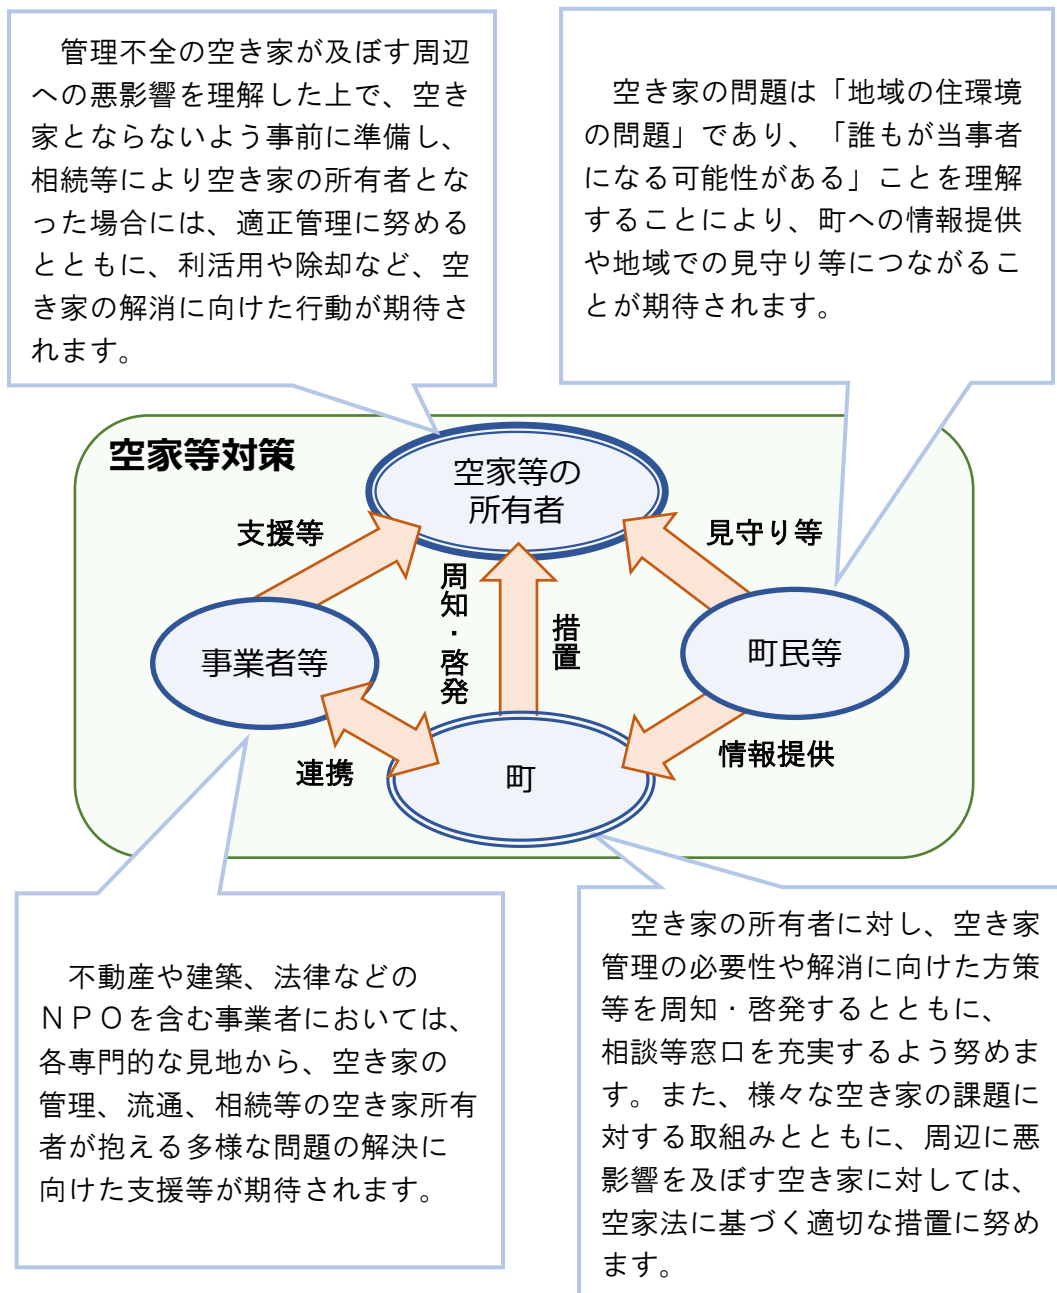 管理不全の空き家が及ぼす周辺
への悪影響を理解した上で、空き
家とならないよう事前に準備し、
相続等により空き家の所有者とな
った場合には、適正管理に努める
とともに、利活用や除却など、空
き家の解消に向けた行動が期待さ
れます。
空き家の問題は「地域の住環境
の問題」であり、「誰もが当事者
になる可能性がある」ことを理解
することにより、町への情報提供
や地域での見守り等につながるこ
とが期待されます。
空家等対策
空家等の
所有者
支援等
見守り等
周知・啓発
措置
事業者等
町民等
連携
町
情報提供
不動産や建築、法律などの
ＮＰＯを含む事業者においては、
各専門的な見地から、空き家の
管理、流通、相続等の空き家所有
者が抱える多様な問題の解決に
向けた支援等が期待されます。
空き家の所有者に対し、空き家
管理の必要性や解消に向けた方策
等を周知・啓発するとともに、
相談等窓口を充実するよう努めま
す。また、様々な空き家の課題に
対する取組みとともに、周辺に悪
影響を及ぼす空き家に対しては、
空家法に基づく適切な措置に努め
ます。